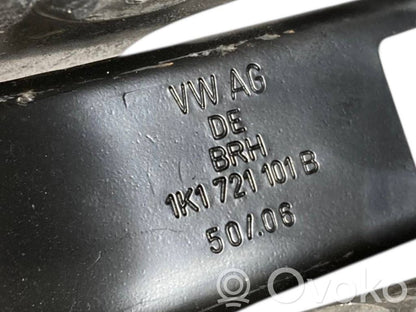 VW AG
DE
BRH
1K1 721 101 B
50/.06
Ovoko